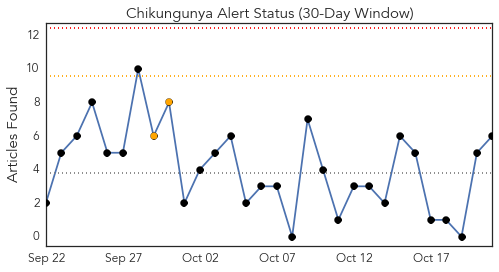 Chikungunya Alert Status (30-Day Window)
Articles Found
12
10
8
6
4
2
0
Sep 22 Sep 27 Oct 02 Oct 07 Oct 12 Oct 17